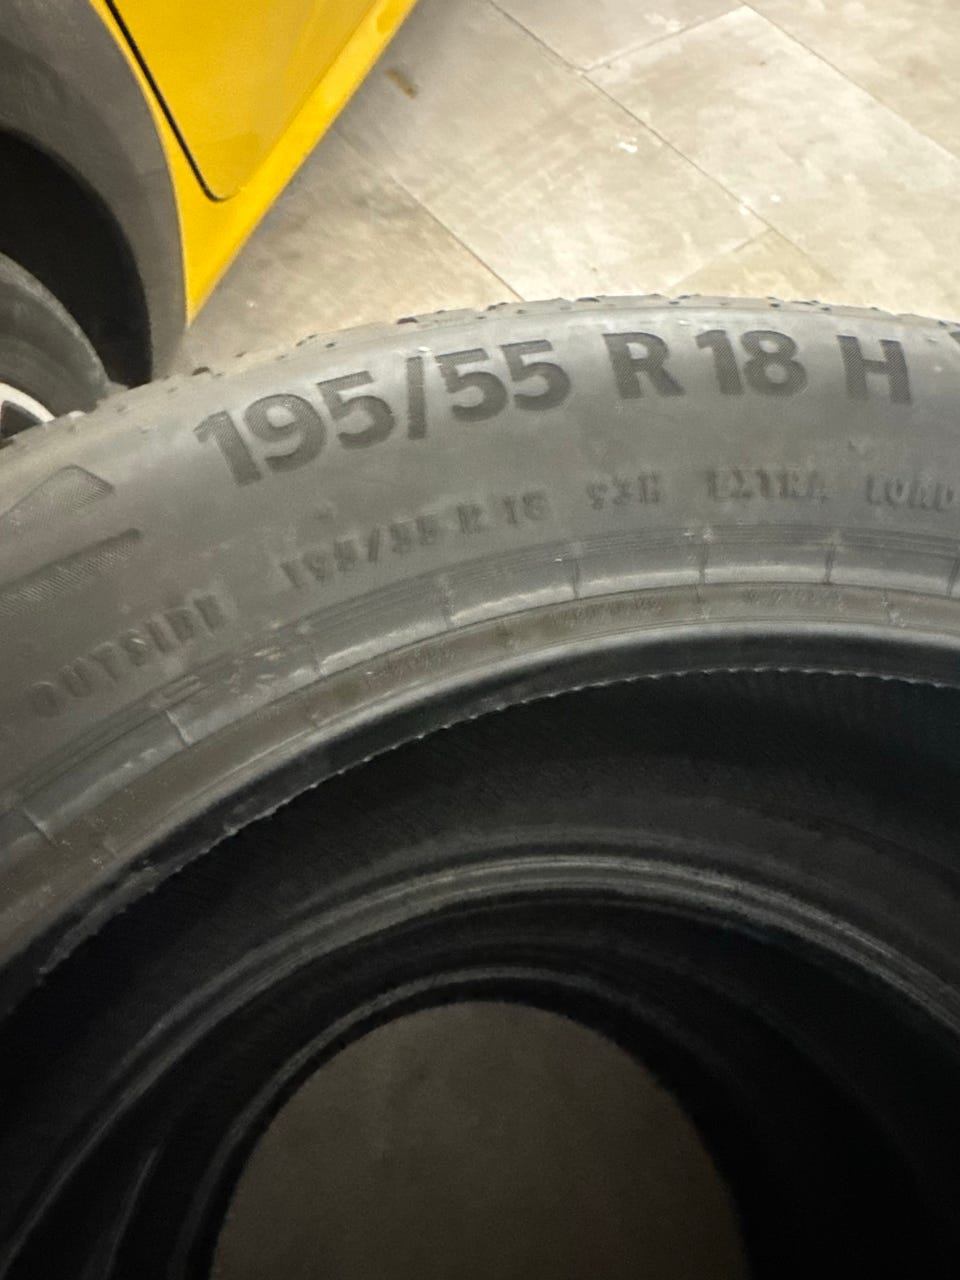 195/55 R 18 H
OUTSIDE 195/55 R 18 93H EXTRA LOAD